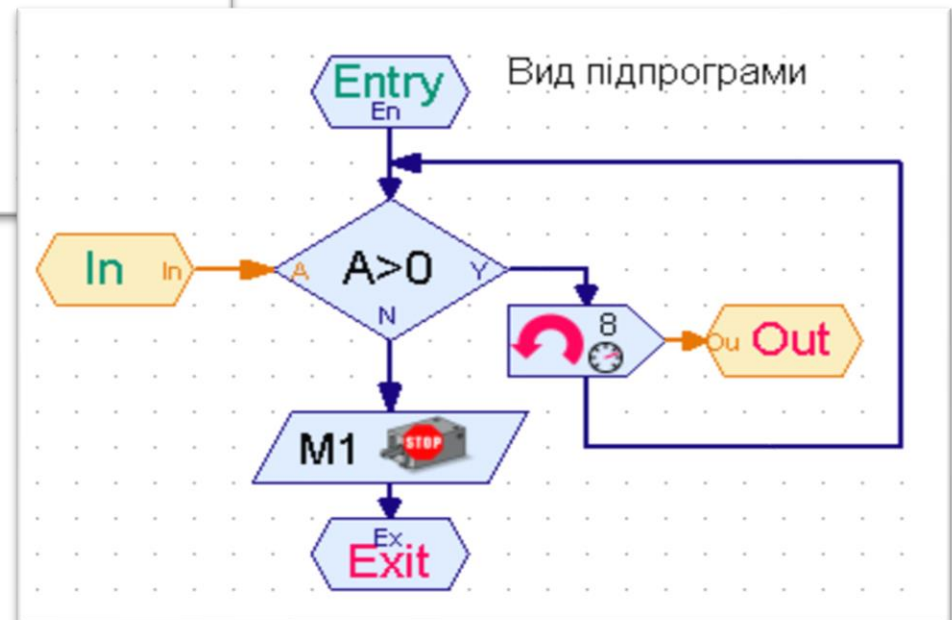 Entry
En
Вид підпрограми
In
In
A
A>0
Y
N
8
Ou
Out
M1
STOP
Ex
Exit